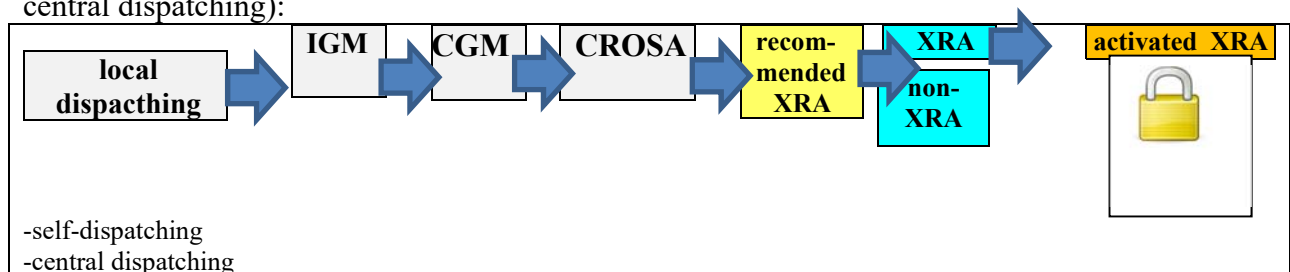 central dispatching):
local
dispacthing
IGM
CGM
CROSA
recom-
mended
XRA
XRA
non-
XRA
activated XRA
-self-dispatching
-central dispatching